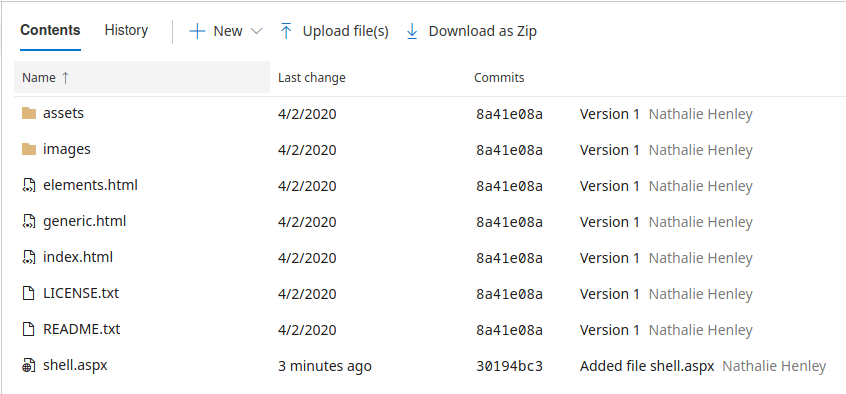 Contents History New Upload file(s) Download as Zip
Name ↑ Last change Commits
assets 4/2/2020 8a41e08a Version 1 Nathalie Henley
images 4/2/2020 8a41e08a Version 1 Nathalie Henley
elements.html 4/2/2020 8a41e08a Version 1 Nathalie Henley
generic.html 4/2/2020 8a41e08a Version 1 Nathalie Henley
index.html 4/2/2020 8a41e08a Version 1 Nathalie Henley
LICENSE.txt 4/2/2020 8a41e08a Version 1 Nathalie Henley
README.txt 4/2/2020 8a41e08a Version 1 Nathalie Henley
shell.aspx 3 minutes ago 30194bc3 Added file shell.aspx Nathalie Henley